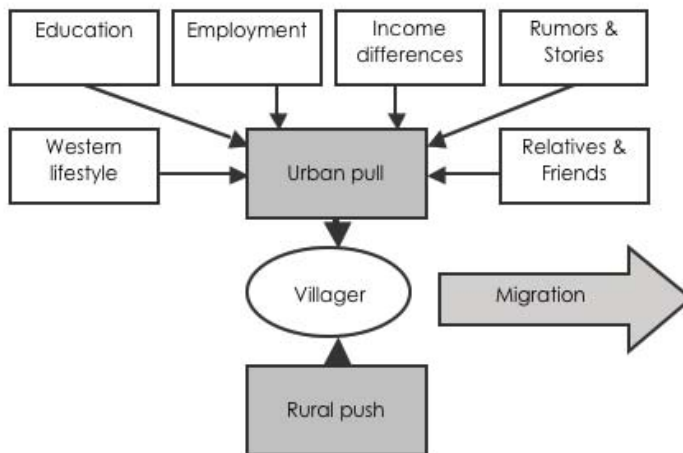 Education
Employment
Income
differences
Rumors &
Stories
Western
lifestyle
Urban pull
Relatives &
Friends
Villager
Migration
Rural push